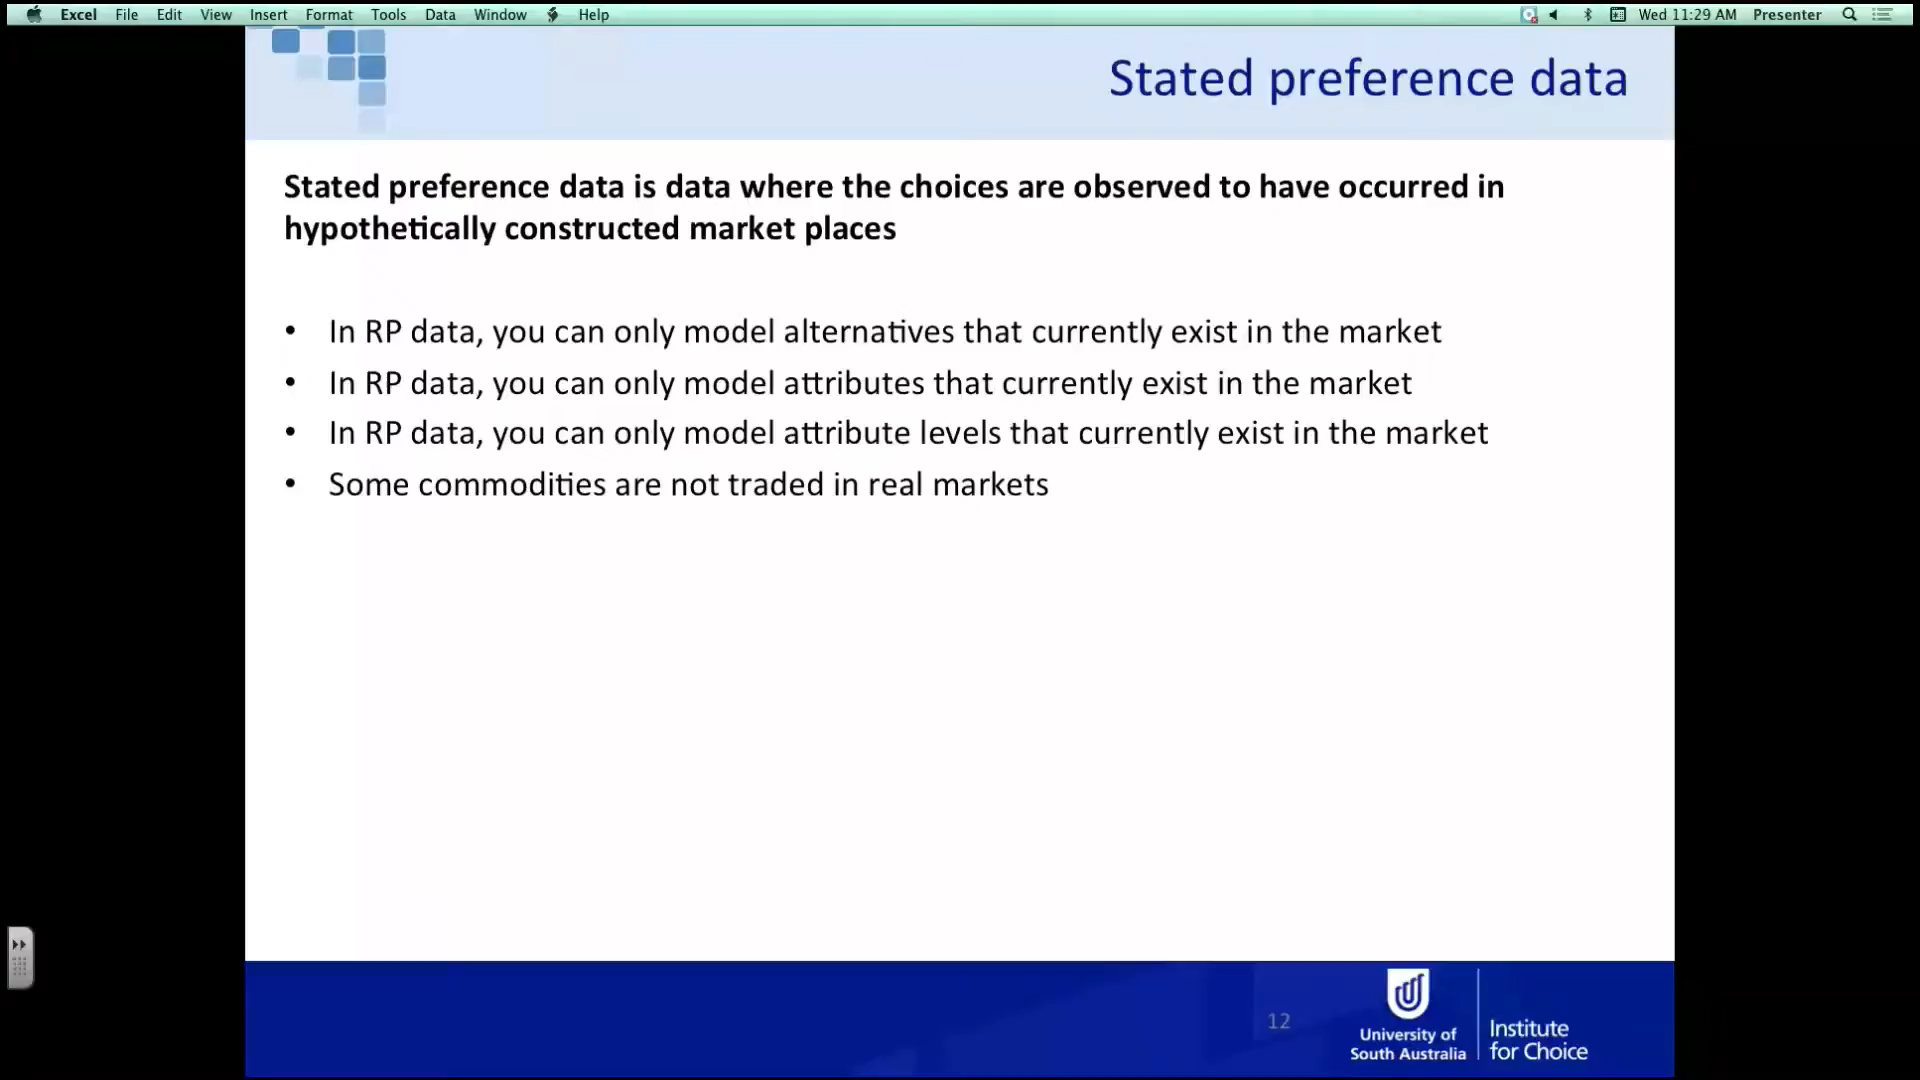 Excel File Edit View Insert Format Tools Data Window Help Wed 11:29 AM Presenter
Stated preference data
Stated preference data is data where the choices are observed to have occurred in
hypothetically constructed market places
• In RP data, you can only model alternatives that currently exist in the market
• In RP data, you can only model attributes that currently exist in the market
• In RP data, you can only model attribute levels that currently exist in the market
• Some commodities are not traded in real markets
12
University of
South Australia
Institute
for Choice